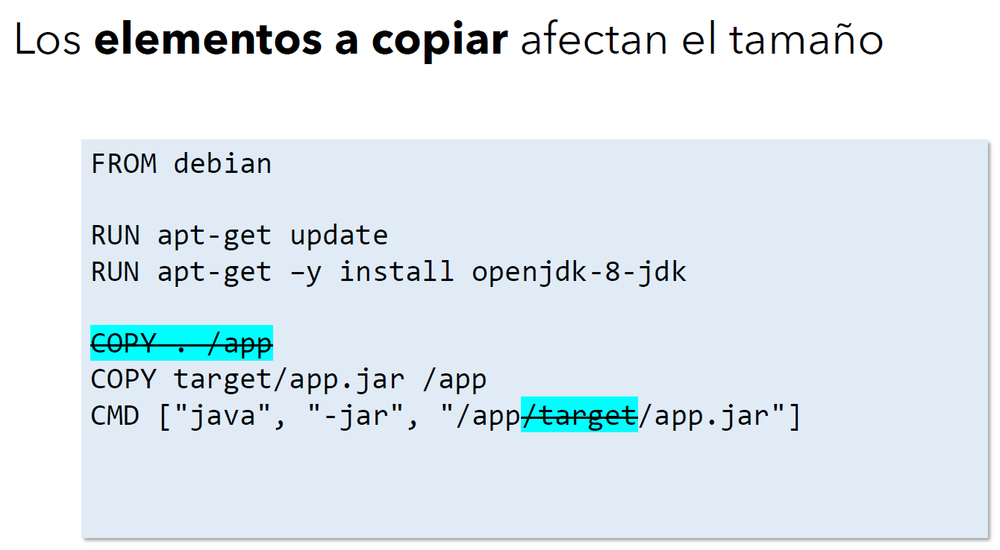 Los elementos a copiar afectan el tamaño
FROM debian
RUN apt-get update
RUN apt-get –y install openjdk-8-jdk
COPY . /app
COPY target/app.jar /app
CMD ["java", "-jar", "/app/target/app.jar"]